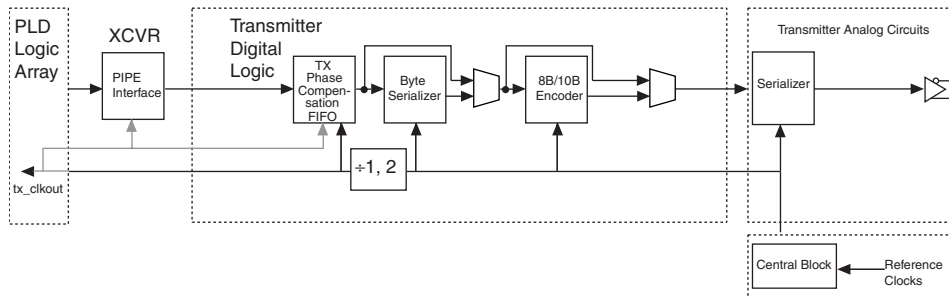 PLD
Logic
Array
XCVR
PIPE
Interface
Transmitter
Digital
Logic
TX
Phase
Compen-
sation
FIFO
Byte
Serializer
8B/10B
Encoder
Transmitter Analog Circuits
Serializer
÷1, 2
tx_clkout
Central Block
Reference
Clocks